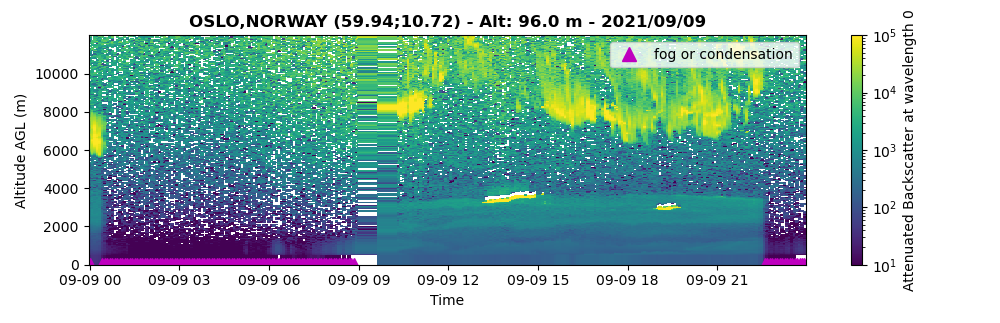 OSLO,NORWAY (59.94;10.72) - Alt: 96.0 m - 2021/09/09
fog or condensation
Altitude AGL (m)
10000
8000
6000
4000
2000
0
09-09 00 09-09 03 09-09 06 09-09 09 09-09 12 09-09 15 09-09 18 09-09 21
Time
10^5
10^4
10^3
10^2
10^1
Attenuated Backscatter at wavelength 0